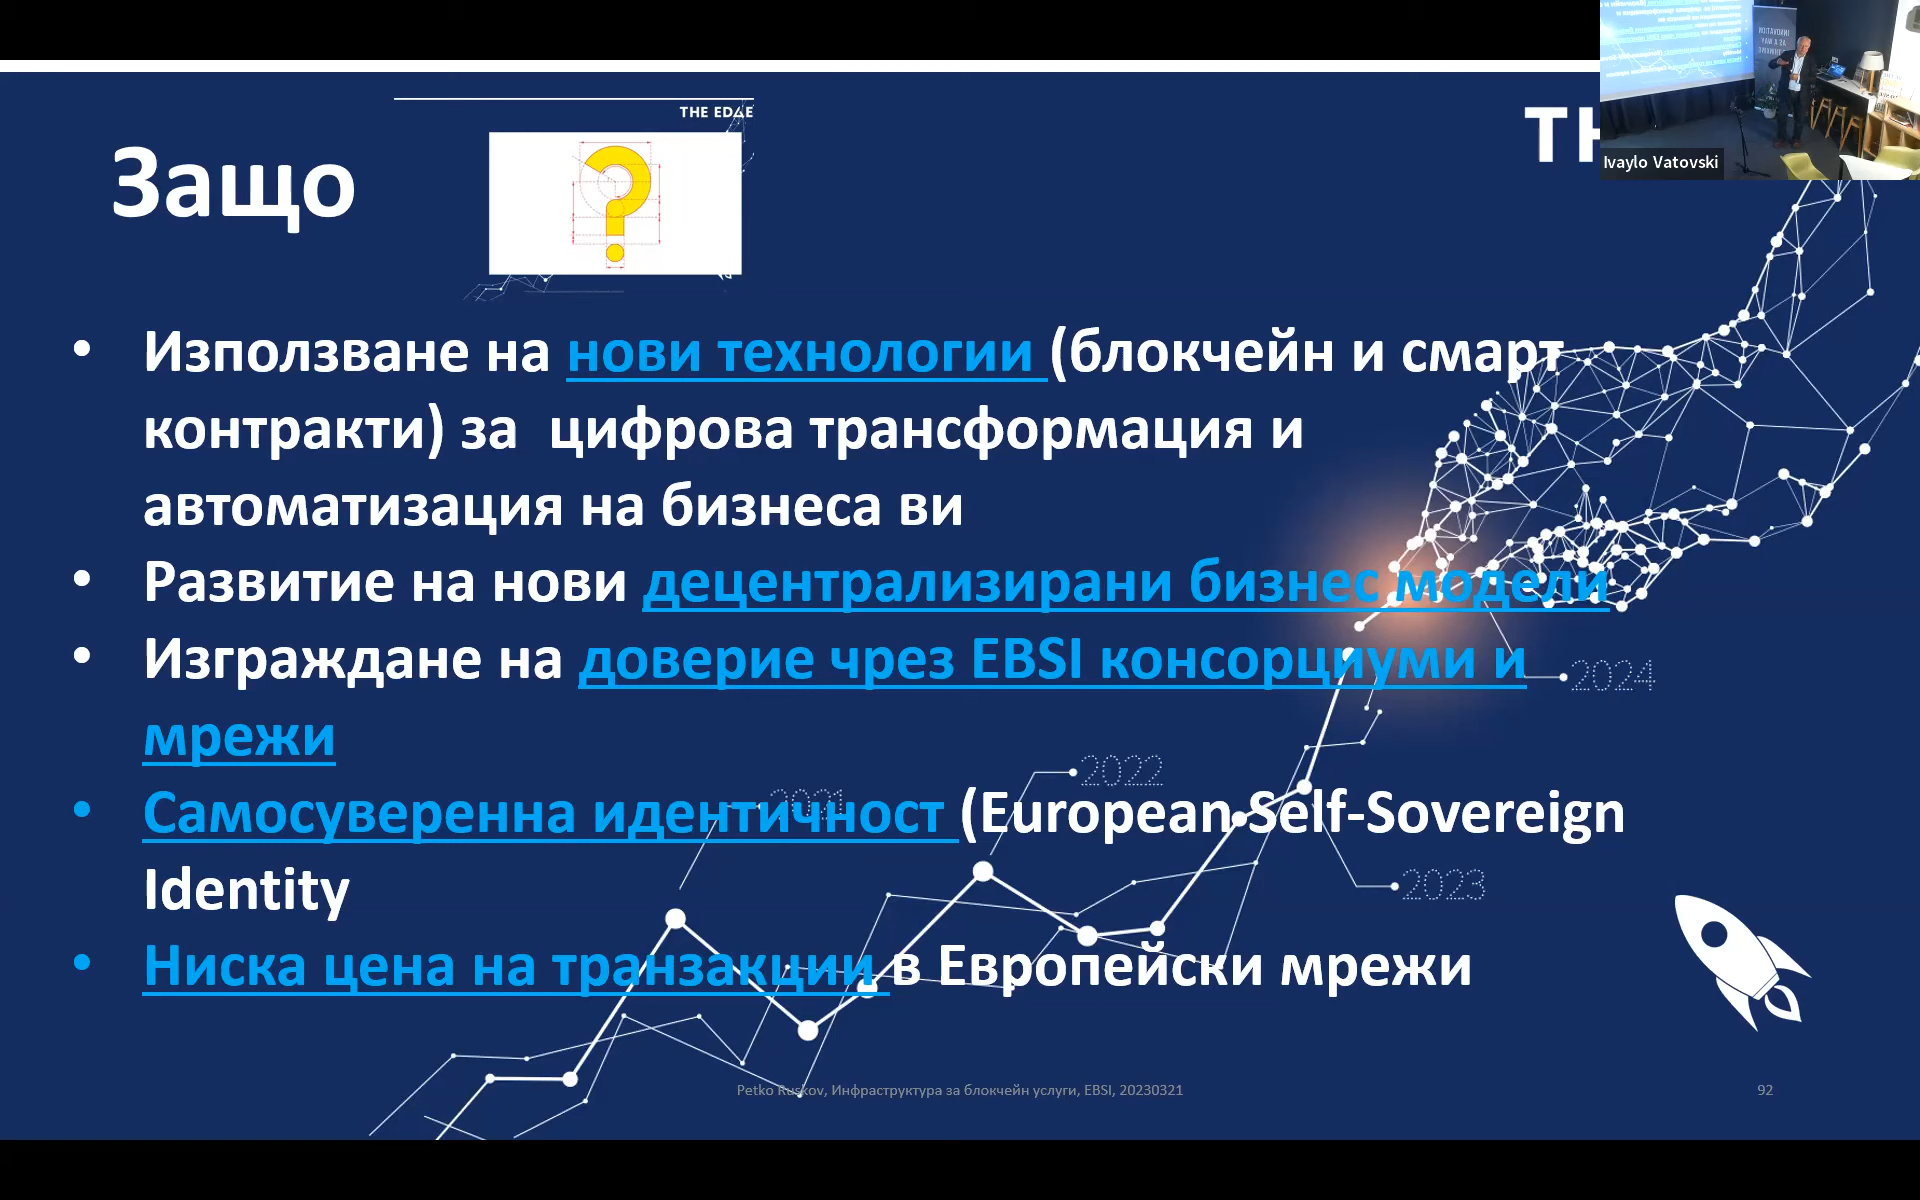 THE EDGE
Защо
TH
Ivaylo Vatovski
INNOVATION
AS A WAY
• Използване на нови технологии (блокчейн и смарт
контракти) за цифрова трансформация и
автоматизация на бизнеса ви
• Развитие на нови децентрализирани бизнес модели
• Изграждане на доверие чрез EBSI консорциуми и
мрежи
• Самосуверенна идентичност (European Self-Sovereign
Identity
• Ниска цена на транзакции в Европейски мрежи
2021
2022
2023
2024
Petko Ruskov, Инфраструктура за блокчейн услуги, EBSI, 20230321
92